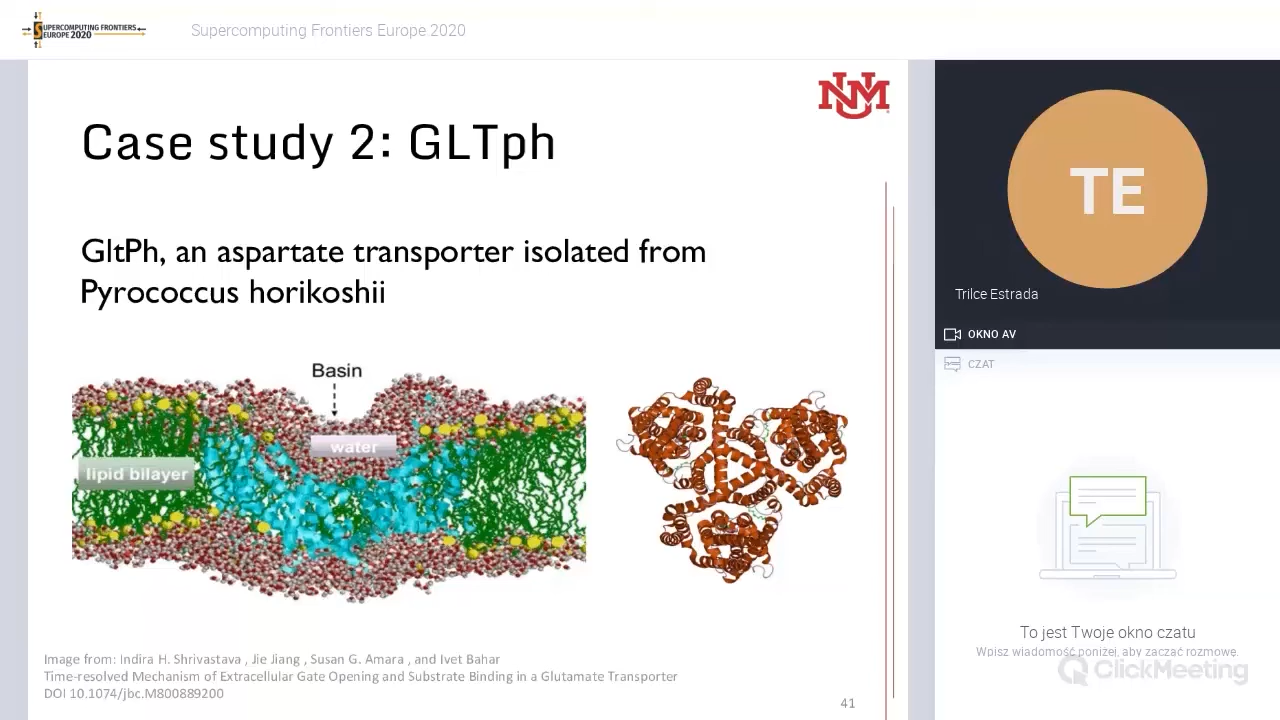 SUPERCOMPUTING FRONTIERS
EUROPE 2020
Supercomputing Frontiers Europe 2020
NM
Case study 2: GLTph
GltPh, an aspartate transporter isolated from
Pyrococcus horikoshii
Basin
water
lipid bilayer
Image from: Indira H. Shrivastava , Jie Jiang , Susan G. Amara , and Ivet Bahar
Time-resolved Mechanism of Extracellular Gate Opening and Substrate Binding in a Glutamate Transporter
DOI 10.1074/jbc.M800889200
41
TE
Trilce Estrada
OKNO AV
CZAT
To jest Twoje okno czatu
Wpisz wiadomość poniżej, aby zacząć rozmowę.
ClickMeeting